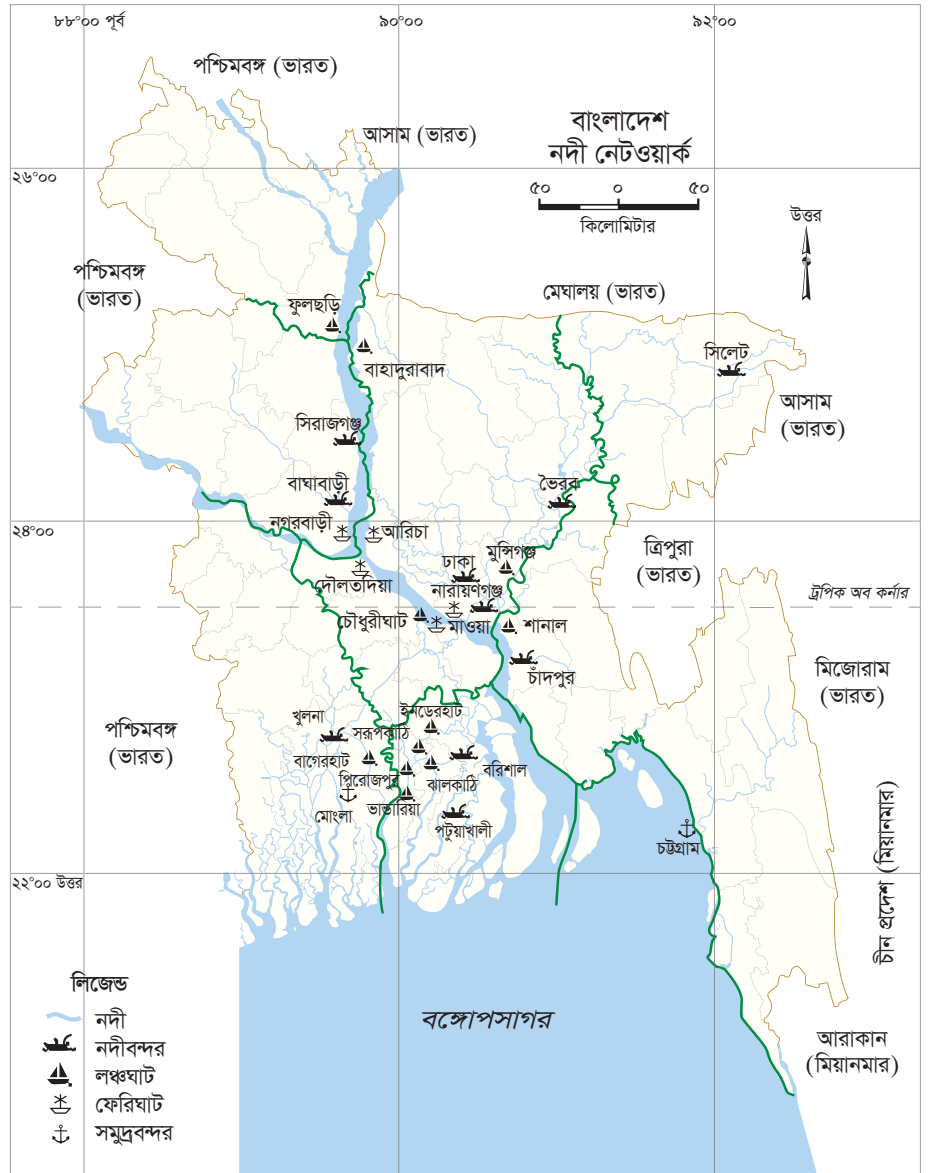 ৮৮°০০ পূর্ব
৯০°০০
৯২°০০
পশ্চিমবঙ্গ (ভারত)
আসাম (ভারত)
বাংলাদেশ
নদী নেটওয়ার্ক
২৬°০০
৫০ ০ ৫০
কিলোমিটার
উত্তর
পশ্চিমবঙ্গ
(ভারত)
মেঘালয় (ভারত)
ফুলছড়ি
বাহাদুরাবাদ
সিলেট
আসাম
(ভারত)
সিরাজগঞ্জ
বাঘাবাড়ী
ভৈরব
নগরবাড়ী
আরিচা
২৪°০০
ত্রিপুরা
(ভারত)
ঢাকা
মুন্সিগঞ্জ
দৌলতদিয়া
নারায়ণগঞ্জ
ট্রপিক অব কর্নার
চৌধুরীঘাট
মাওয়া
শানাল
চাঁদপুর
মিজোরাম
(ভারত)
পশ্চিমবঙ্গ
(ভারত)
খুলনা
ইনডেরহাট
সরূপকাঠি
বাগেরহাট
বরিশাল
পিরোজপুর
ঝালকাঠি
মোংলা
ভান্ডারিয়া
পটুয়াখালী
চট্টগ্রাম
২২°০০ উত্তর
চীন প্রদেশ (মিয়ানমার)
লিজেন্ড
নদী
নদীবন্দর
লঞ্চঘাট
ফেরিঘাট
সমুদ্রবন্দর
বঙ্গোপসাগর
আরাকান
(মিয়ানমার)